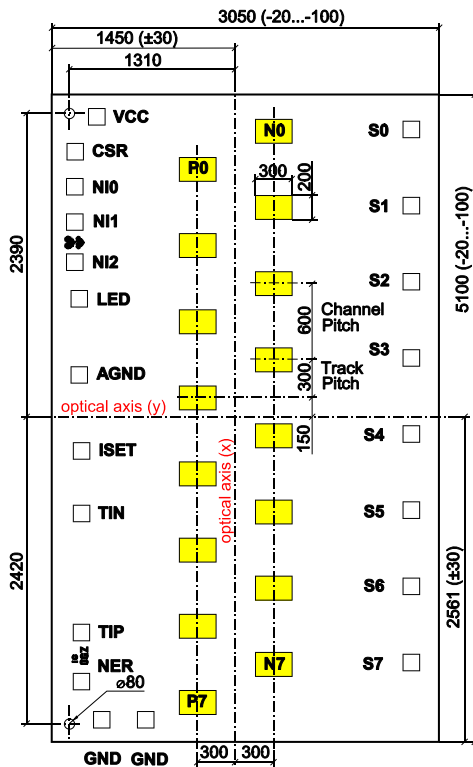 3050 (-20...-100)
1450 (±30)
1310
VCC
N0
S0
CSR
P0
NI0
300
200
S1
NI1
NI2
S2
2390
5100 (-20...-100)
LED
600
Channel
Pitch
S3
AGND
300
Track
Pitch
optical axis (y)
150
S4
ISET
optical axis (x)
TIN
S5
2420
S6
2561 (±30)
TIP
NER
N7
S7
⌀80
P7
300
300
GND
GND